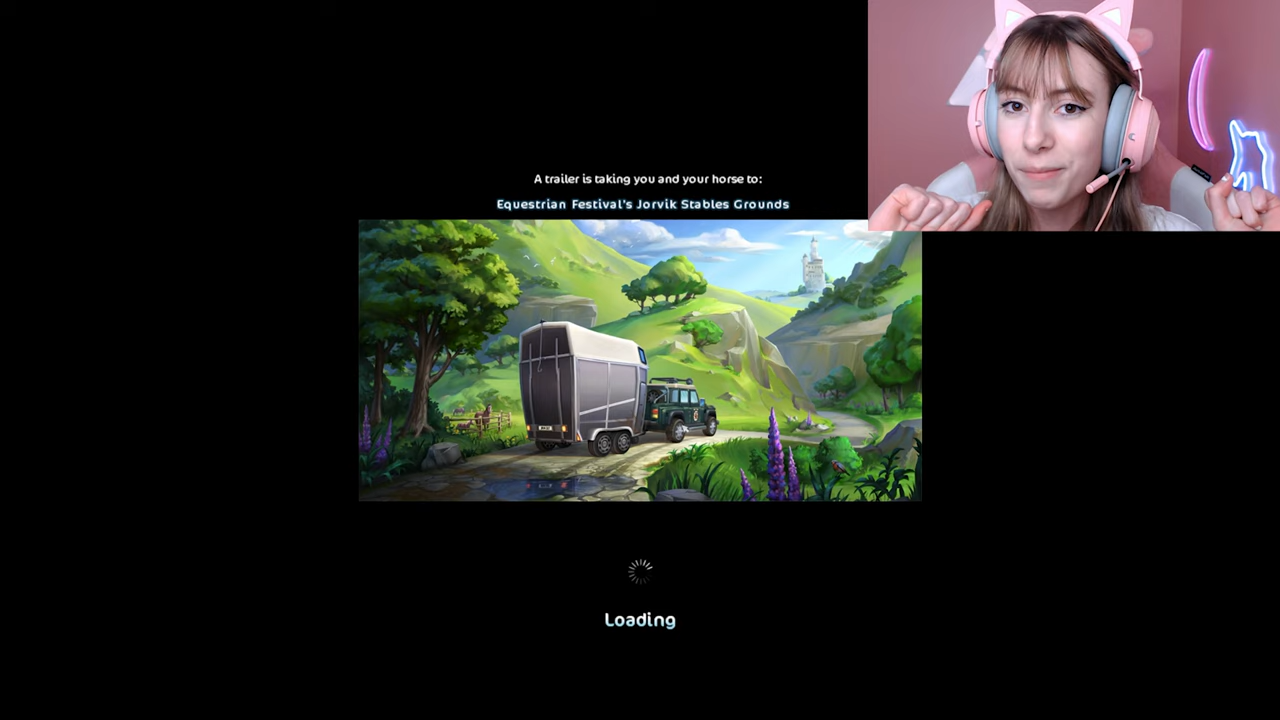 A trailer is taking you and your horse to:
Equestrian Festival's Jorvik Stables Grounds
Loading